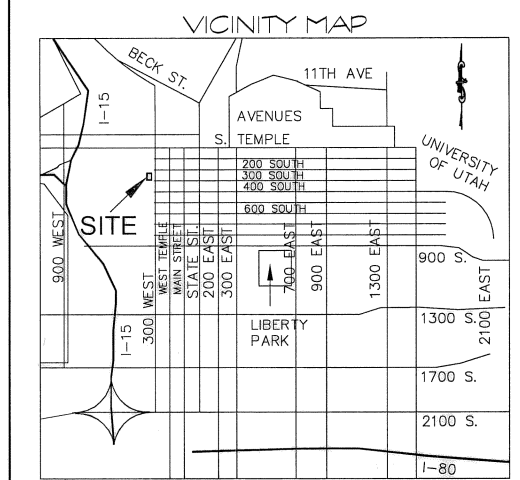 VICINITY MAP
BECK ST.
11TH AVE
I-15
AVENUES
S. TEMPLE
UNIVERSITY
OF UTAH
200 SOUTH
300 SOUTH
400 SOUTH
SITE
600 SOUTH
900 WEST
300 WEST
WEST TEMPLE
MAIN STREET
STATE ST.
200 EAST
300 EAST
700 EAST
900 EAST
1300 EAST
900 S.
2100 EAST
LIBERTY
PARK
1300 S.
I-15
1700 S.
2100 S.
I-80